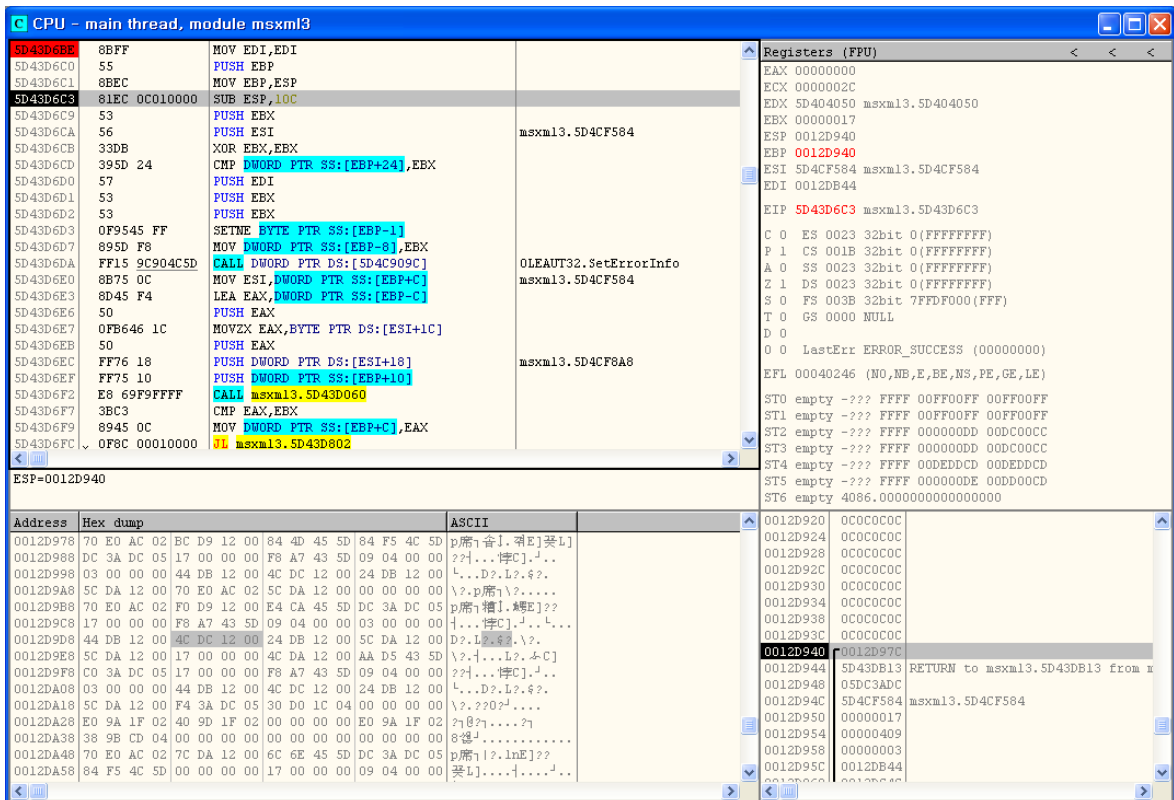 C CPU - main thread, module msxml3
5D43D6BE 8BFF MOV EDI,EDI
5D43D6C0 55 PUSH EBP
5D43D6C1 8BEC MOV EBP,ESP
5D43D6C3 81EC 0C010000 SUB ESP,10C
5D43D6C9 53 PUSH EBX
5D43D6CA 56 PUSH ESI msxml3.5D4CF584
5D43D6CB 33DB XOR EBX,EBX
5D43D6CD 395D 24 CMP DWORD PTR SS:[EBP+24],EBX
5D43D6D0 57 PUSH EDI
5D43D6D1 53 PUSH EBX
5D43D6D2 53 PUSH EBX
5D43D6D3 0F9545 FF SETNE BYTE PTR SS:[EBP-1]
5D43D6D7 895D F8 MOV DWORD PTR SS:[EBP-8],EBX
5D43D6DA FF15 9C904C5D CALL DWORD PTR DS:[5D4C909C] OLEAUT32.SetErrorInfo
5D43D6E0 8B75 0C MOV ESI,DWORD PTR SS:[EBP+C] msxml3.5D4CF584
5D43D6E3 8D45 F4 LEA EAX,DWORD PTR SS:[EBP-C]
5D43D6E6 50 PUSH EAX
5D43D6E7 0FB646 1C MOVZX EAX,BYTE PTR DS:[ESI+1C]
5D43D6EB 50 PUSH EAX
5D43D6EC FF76 18 PUSH DWORD PTR DS:[ESI+18] msxml3.5D4CF8A8
5D43D6EF FF75 10 PUSH DWORD PTR SS:[EBP+10]
5D43D6F2 E8 69F9FFFF CALL msxml3.5D43D060
5D43D6F7 3BC3 CMP EAX,EBX
5D43D6F9 8945 0C MOV DWORD PTR SS:[EBP+C],EAX
5D43D6FC 0F8C 00010000 JL msxml3.5D43D802
ESP=0012D940
Registers (FPU) < < <
EAX 00000000
ECX 0000002C
EDX 5D404050 msxml3.5D404050
EBX 00000017
ESP 0012D940
EBP 0012D940
ESI 5D4CF584 msxml3.5D4CF584
EDI 0012DB44
EIP 5D43D6C3 msxml3.5D43D6C3
C 0 ES 0023 32bit 0(FFFFFFFF)
P 1 CS 001B 32bit 0(FFFFFFFF)
A 0 SS 0023 32bit 0(FFFFFFFF)
Z 1 DS 0023 32bit 0(FFFFFFFF)
S 0 FS 003B 32bit 7FFDF000(FFF)
T 0 GS 0000 NULL
D 0
O 0 LastErr ERROR_SUCCESS (00000000)
EFL 00040246 (NO,NB,E,BE,NS,PE,GE,LE)
ST0 empty -??? FFFF 00FF00FF 00FF00FF
ST1 empty -??? FFFF 00FF00FF 00FF00FF
ST2 empty -??? FFFF 000000DD 00DC00CC
ST3 empty -??? FFFF 000000DD 00DC00CC
ST4 empty -??? FFFF 00DEDDCD 00DEDDCD
ST5 empty -??? FFFF 000000DE 00DD00CD
ST6 empty 4086.0000000000000000
Address Hex dump ASCII
0012D978 70 E0 AC 02 BC D9 12 00 84 4D 45 5D 84 F5 4C 5D
0012D988 DC 3A DC 05 17 00 00 00 F8 A7 43 5D 09 04 00 00
0012D998 03 00 00 00 44 DB 12 00 4C DC 12 00 24 DB 12 00
0012D9A8 5C DA 12 00 70 E0 AC 02 5C DA 12 00 00 00 00 00
0012D9B8 70 E0 AC 02 F0 D9 12 00 E4 CA 45 5D DC 3A DC 05
0012D9C8 17 00 00 00 F8 A7 43 5D 09 04 00 00 03 00 00 00
0012D9D8 44 DB 12 00 4C DC 12 00 24 DB 12 00 5C DA 12 00
0012D9E8 5C DA 12 00 17 00 00 00 4C DA 12 00 AA D5 43 5D
0012D9F8 C0 3A DC 05 17 00 00 00 F8 A7 43 5D 09 04 00 00
0012DA08 03 00 00 00 44 DB 12 00 4C DC 12 00 24 DB 12 00
0012DA18 5C DA 12 00 F4 3A DC 05 30 D0 1C 04 00 00 00 00
0012DA28 E0 9A 1F 02 40 9D 1F 02 00 00 00 00 E0 9A 1F 02
0012DA38 38 9B CD 04 00 00 00 00 00 00 00 00 00 00 00 00
0012DA48 70 E0 AC 02 7C DA 12 00 6C 6E 45 5D DC 3A DC 05
0012DA58 84 F5 4C 5D 00 00 00 00 17 00 00 00 09 04 00 00
0012D920 0C0C0C0C
0012D924 0C0C0C0C
0012D928 0C0C0C0C
0012D92C 0C0C0C0C
0012D930 0C0C0C0C
0012D934 0C0C0C0C
0012D938 0C0C0C0C
0012D93C 0C0C0C0C
0012D940 0012D97C
0012D944 5D43DB13 RETURN to msxml3.5D43DB13 from m
0012D948 05DC3ADC
0012D94C 5D4CF584 msxml3.5D4CF584
0012D950 00000017
0012D954 00000409
0012D958 00000003
0012D95C 0012DB44